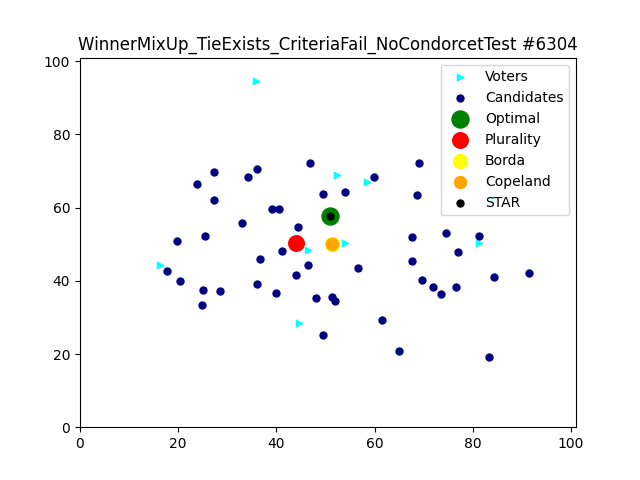 WinnerMixUp_TieExists_CriteriaFail_NoCondorcetTest #6304
100
80
60
40
20
0
0 20 40 60 80 100
Voters
Candidates
Optimal
Plurality
Borda
Copeland
STAR